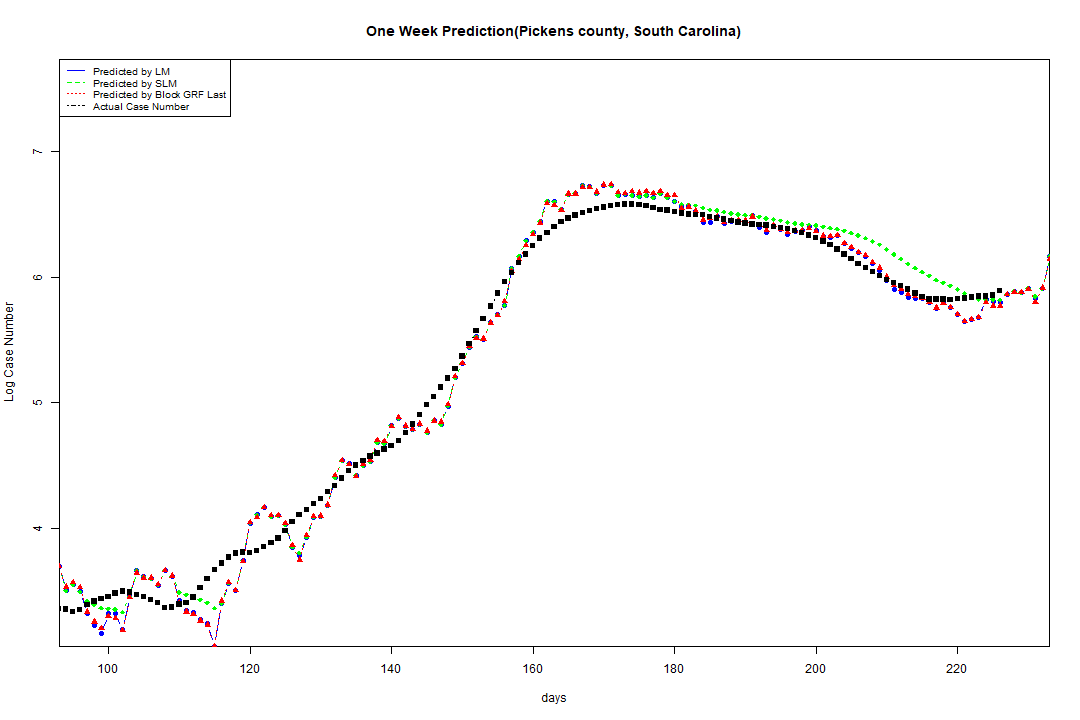 One Week Prediction(Pickens county, South Carolina)
Predicted by LM
Predicted by SLM
Predicted by Block GRF Last
Actual Case Number
7
6
5
4
Log Case Number
100 120 140 160 180 200 220
days